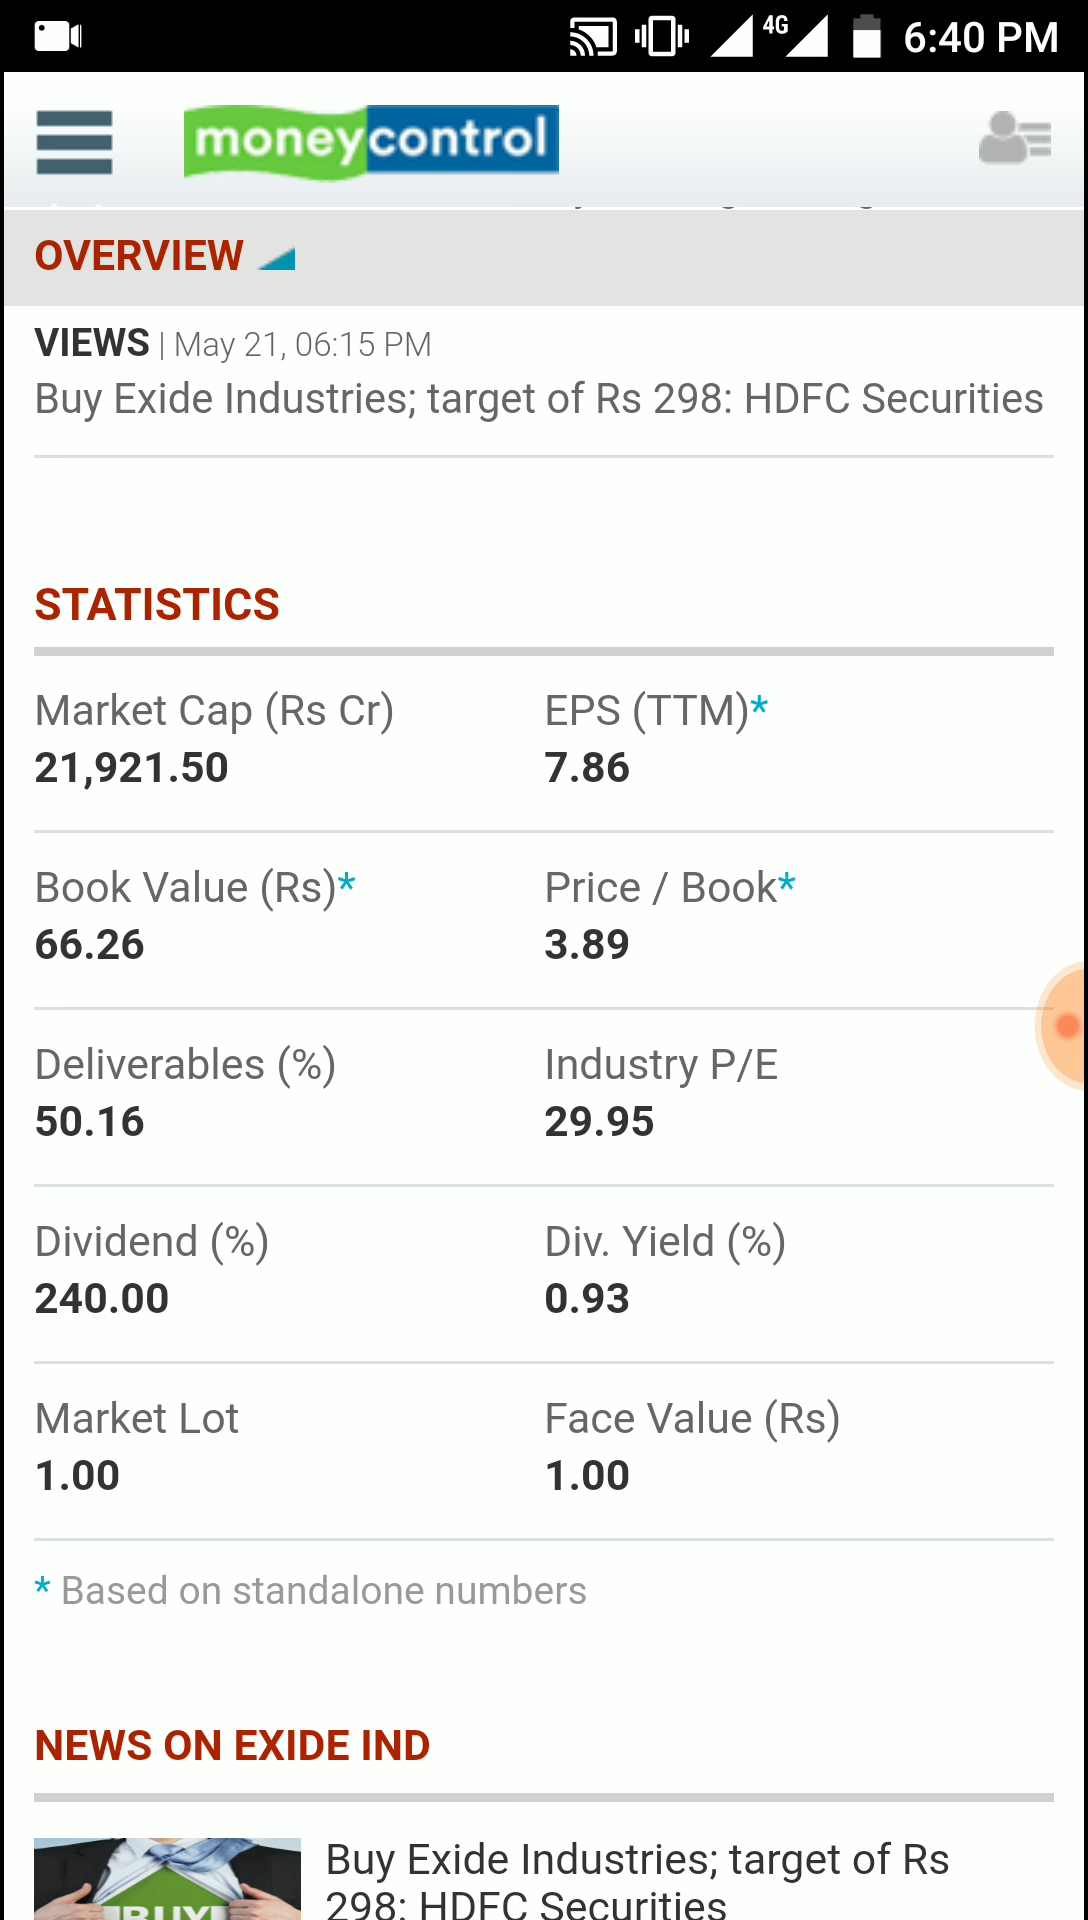 4G 6:40 PM
moneycontrol
OVERVIEW
VIEWS | May 21, 06:15 PM
Buy Exide Industries; target of Rs 298: HDFC Securities
STATISTICS
Market Cap (Rs Cr) EPS (TTM)*
21,921.50 7.86
Book Value (Rs)* Price / Book*
66.26 3.89
Deliverables (%) Industry P/E
50.16 29.95
Dividend (%) Div. Yield (%)
240.00 0.93
Market Lot Face Value (Rs)
1.00 1.00
* Based on standalone numbers
NEWS ON EXIDE IND
Buy Exide Industries; target of Rs
298: HDFC Securities
BUY!